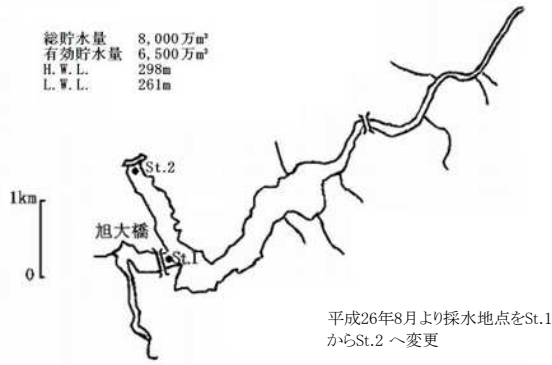 総貯水量 8,000万m³
有効貯水量 6,500万m³
H.W.L. 298m
L.W.L. 261m
St.2
1km
旭大橋
St.1
0
平成26年8月より採水地点をSt.1
からSt.2 へ変更